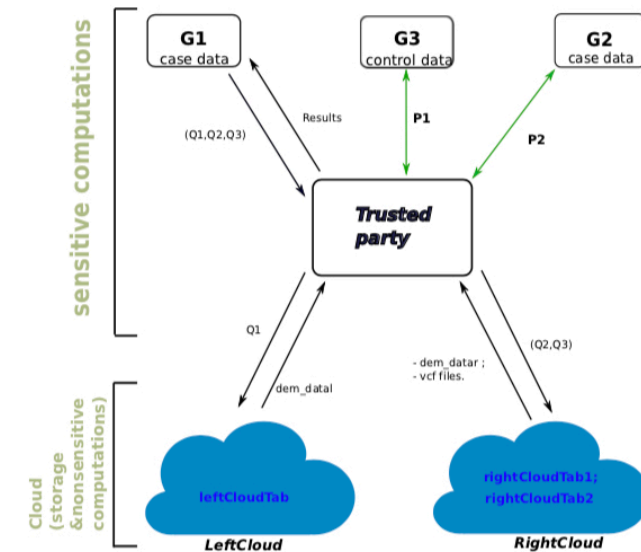 G1
case data
G3
control data
G2
case data
sensitive computations
(Q1,Q2,Q3)
Results
P1
P2
Trusted
party
Q1
dem_datal
- dem_datar ;
- vcf files.
(Q2,Q3)
Cloud
(storage
&nonsensitive
computations)
leftCloudTab
rightCloudTab1;
rightCloudTab2
LeftCloud
RightCloud